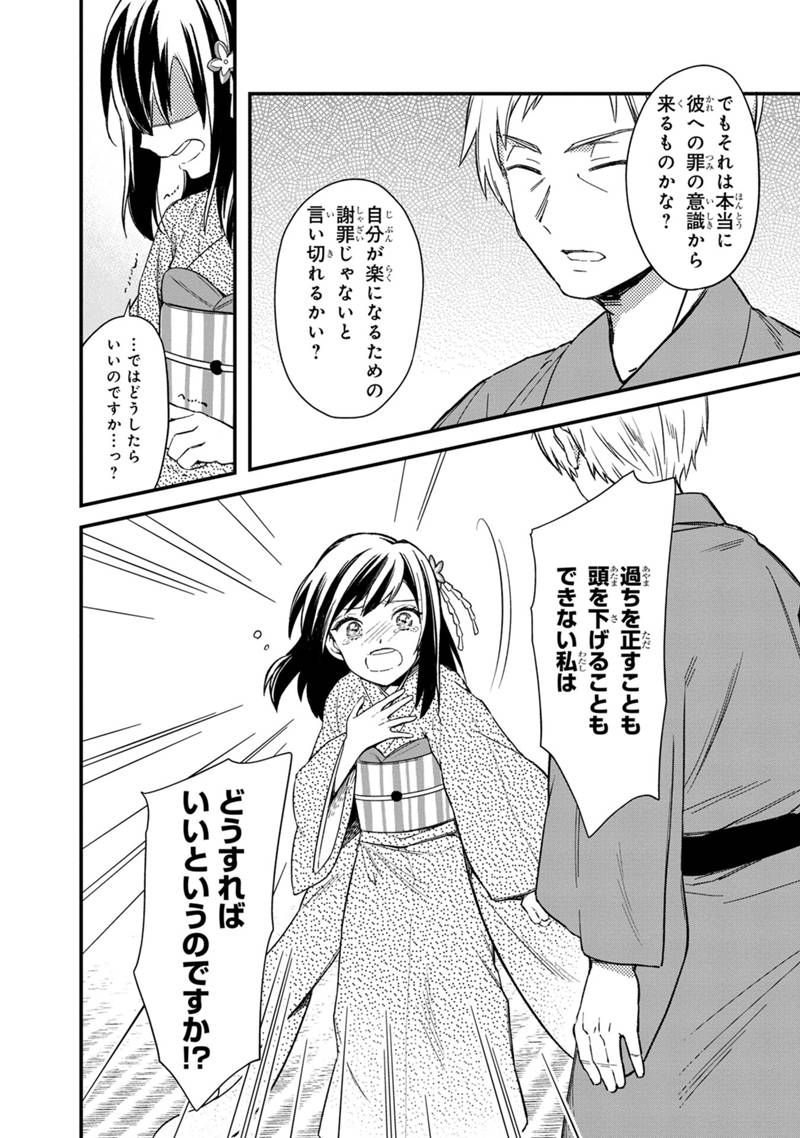 でもそれは本当に
彼への罪の意識から
来るものかな？
自分が楽になるための
謝罪じゃないと
言い切れるかい？
…ではどうしたら
いいのですか…っ？
過ちを正すことも
頭を下げることも
できない私は
どうすれば
いいというのですか!?